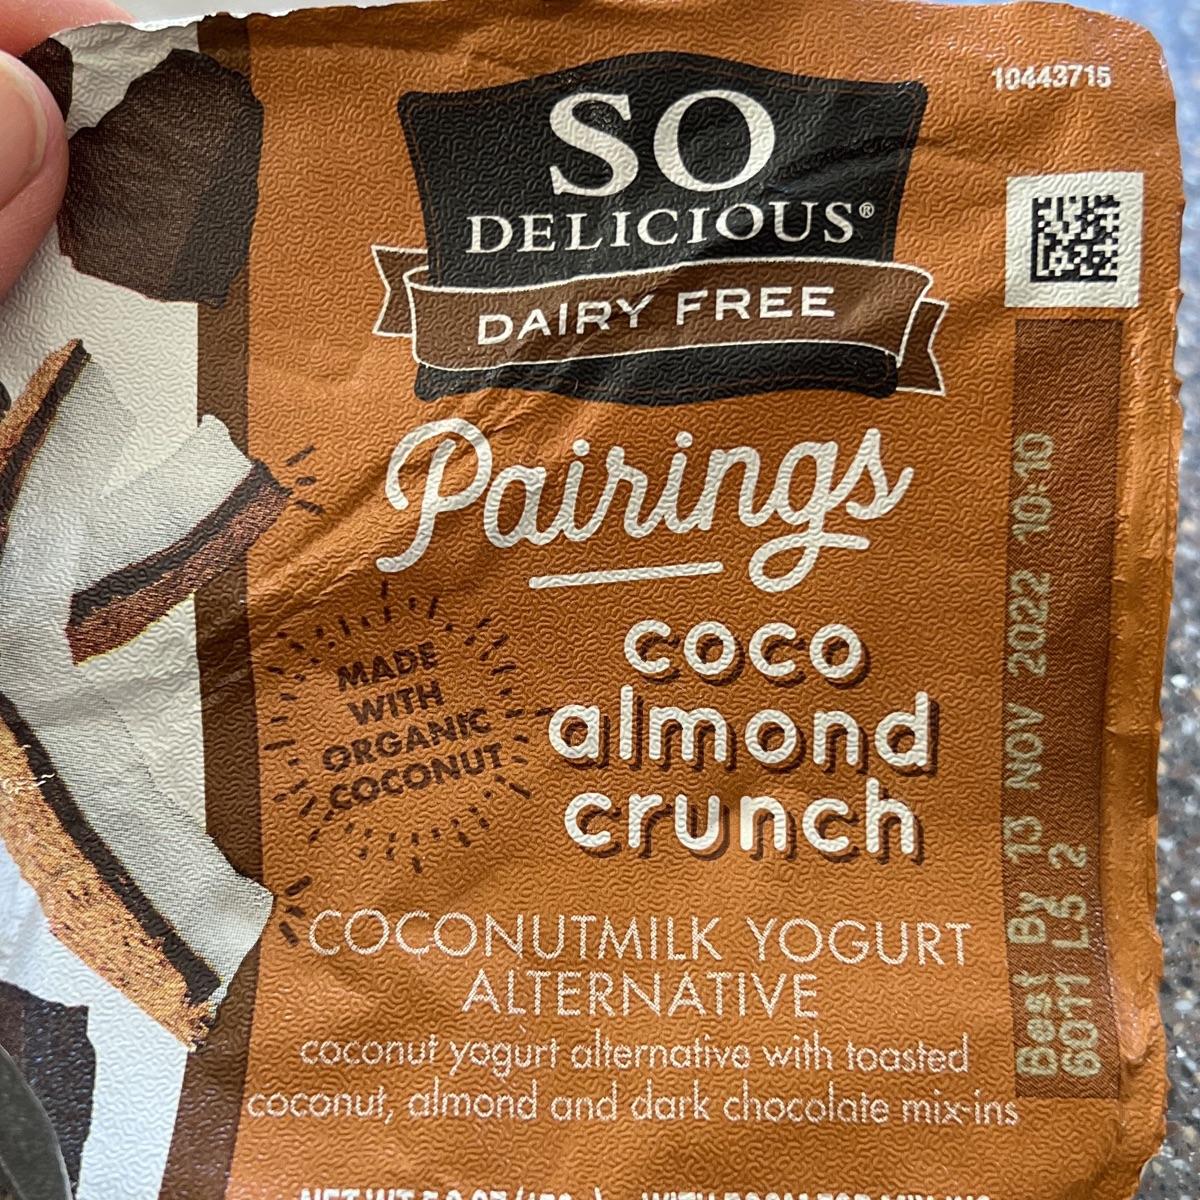 10443715
SO
DELICIOUS®
DAIRY FREE
Pairings
MADE
WITH
ORGANIC
COCONUT
coco
almond
crunch
COCONUTMILK YOGURT
ALTERNATIVE
coconut yogurt alternative with toasted
coconut, almond and dark chocolate mix-ins
Best By 13 NOV 2022 10:10
6011 L5 2
NET WT